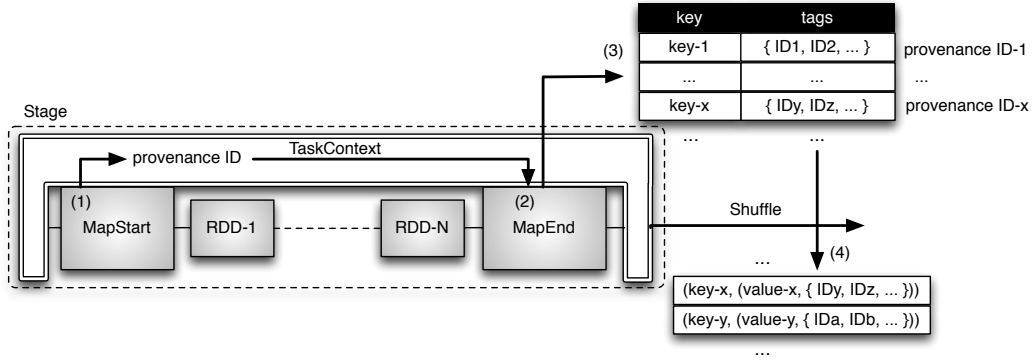 key tags
key-1 { ID1, ID2, ... } provenance ID-1
... ... ...
key-x { IDy, IDz, ... } provenance ID-x
... ...
(3)
Stage
provenance ID TaskContext
(1) (2)
MapStart RDD-1 RDD-N MapEnd
Shuffle
(4)
...
(key-x, (value-x, { IDy, IDz, ... }))
(key-y, (value-y, { IDa, IDb, ... }))
...